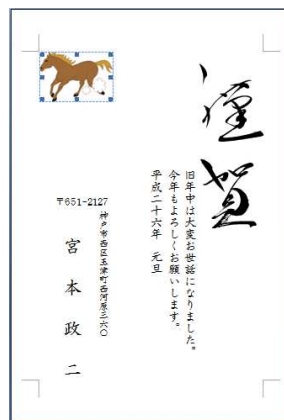 謹賀
旧年中は大変お世話になりました。
今年もよろしくお願いします。
平成二十六年 元旦
〒651-2127
神戸市西区玉津町西河原三六〇
宮本政二